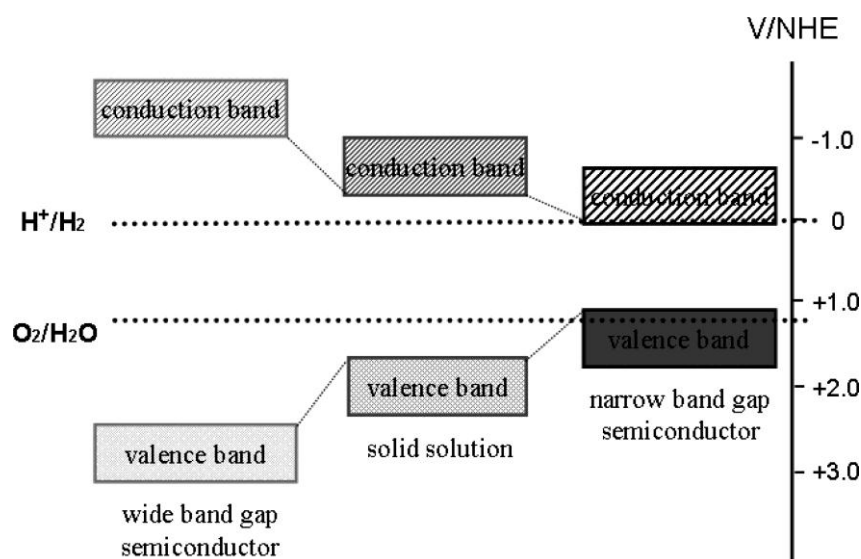 V/NHE
conduction band
-1.0
conduction band
conduction band
H⁺/H₂
0
+1.0
O₂/H₂O
valence band
valence band
+2.0
narrow band gap
semiconductor
solid solution
valence band
+3.0
wide band gap
semiconductor